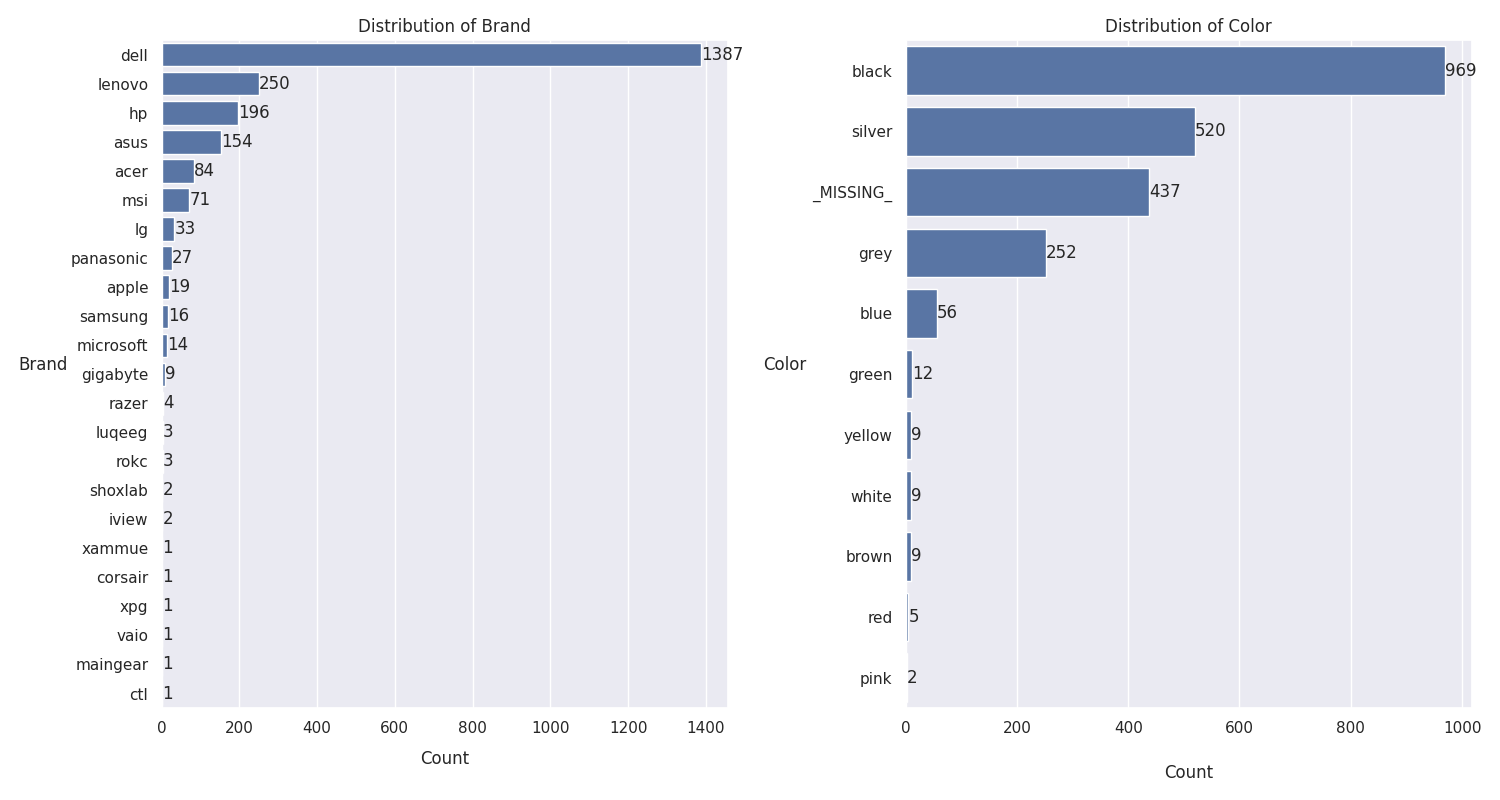 Distribution of Brand
dell 1387
lenovo 250
hp 196
asus 154
acer 84
msi 71
lg 33
panasonic 27
apple 19
samsung 16
microsoft 14
Brand
gigabyte 9
razer 4
luqeeg 3
rokc 3
shoxlab 2
iview 2
xammue 1
corsair 1
xpg 1
vaio 1
maingear 1
ctl 1
0 200 400 600 800 1000 1200 1400
Count
Distribution of Color
black 969
silver 520
_MISSING_ 437
grey 252
blue 56
Color
green 12
yellow 9
white 9
brown 9
red 5
pink 2
0 200 400 600 800 1000
Count